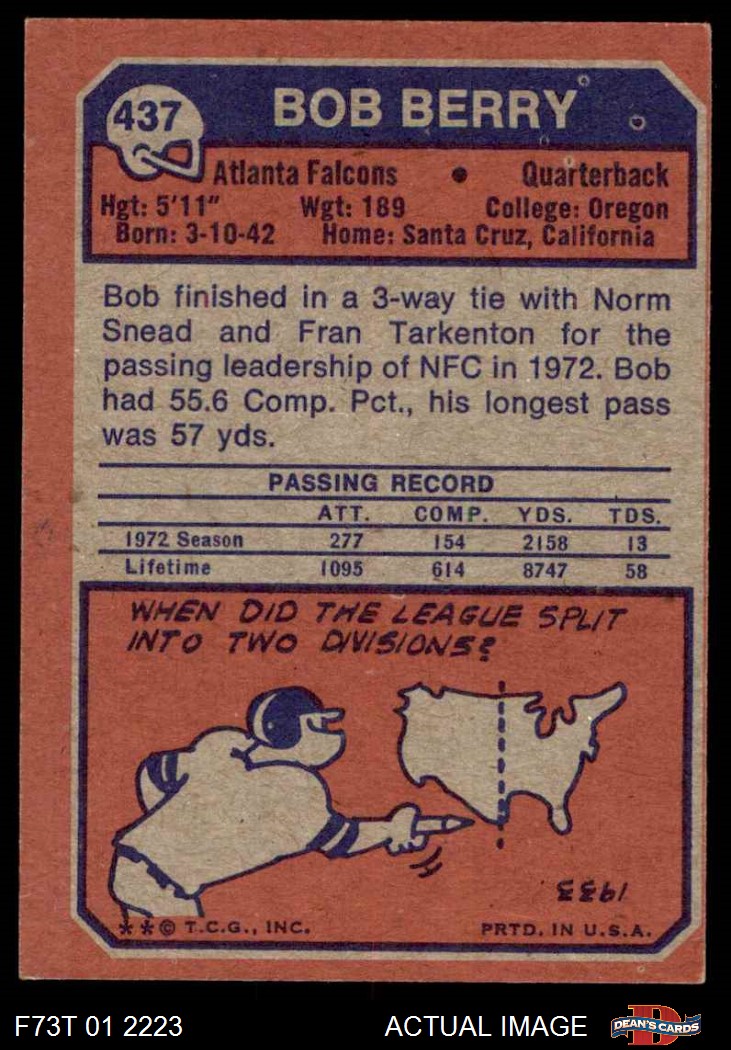 437
BOB BERRY
Atlanta Falcons • Quarterback
Hgt: 5'11" Wgt: 189 College: Oregon
Born: 3-10-42 Home: Santa Cruz, California
Bob finished in a 3-way tie with Norm
Snead and Fran Tarkenton for the
passing leadership of NFC in 1972. Bob
had 55.6 Comp. Pct., his longest pass
was 57 yds.
PASSING RECORD
ATT. COMP. YDS. TDS.
1972 Season 277 154 2158 13
Lifetime 1095 614 8747 58
WHEN DID THE LEAGUE SPLIT
INTO TWO DIVISIONS?
1933
**© T.C.G., INC. PRTD. IN U.S.A.
F73T 01 2223 ACTUAL IMAGE
D
DEAN'S CARDS